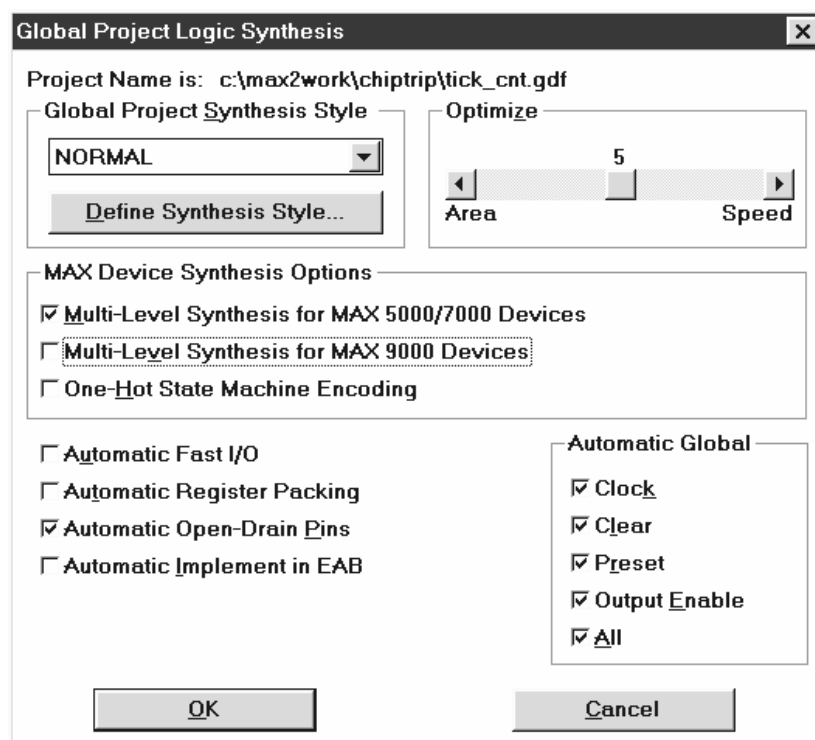 Global Project Logic Synthesis
Project Name is: c:\max2work\chiptrip\tick_cnt.gdf
Global Project Synthesis Style
NORMAL
Define Synthesis Style...
Optimize
5
Area Speed
MAX Device Synthesis Options
Multi-Level Synthesis for MAX 5000/7000 Devices
Multi-Level Synthesis for MAX 9000 Devices
One-Hot State Machine Encoding
Automatic Fast I/O
Automatic Register Packing
Automatic Open-Drain Pins
Automatic Implement in EAB
Automatic Global
Clock
Clear
Preset
Output Enable
All
OK Cancel